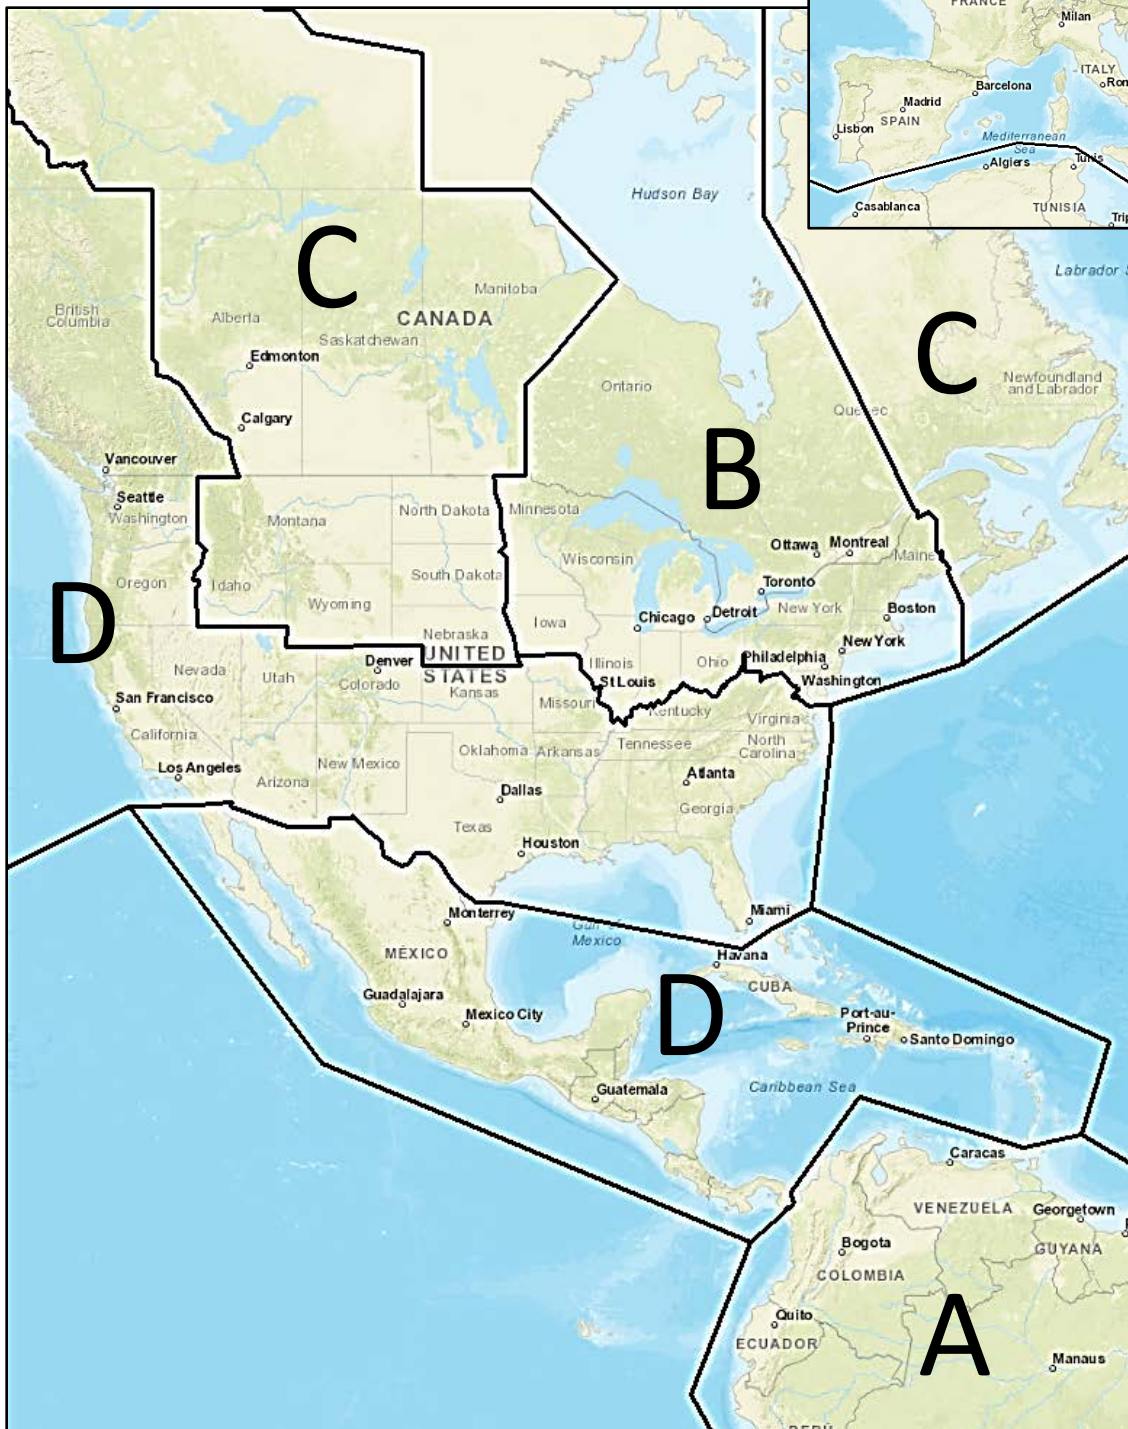 FRANCE
Milan
ITALY
Barcelona
Madrid
SPAIN
Lisbon
Mediterranean
Sea
Algiers
Tunis
Casablanca
TUNISIA
Hudson Bay
C
Manitoba
British
Columbia
Alberta
CANADA
Saskatchewan
Edmonton
C
Newfoundland
and Labrador
Ontario
Quebec
Calgary
B
Vancouver
Seattle
Washington
North Dakota
Minnesota
Montana
Ottawa
Montreal
Maine
Wisconsin
Oregon
Idaho
South Dakota
Toronto
D
Wyoming
New York
Boston
Chicago
Detroit
Iowa
Nebraska
New York
UNITED
STATES
Denver
Illinois
Ohio
Philadelphia
Nevada
Utah
Colorado
Kansas
St Louis
Washington
San Francisco
Missouri
Kentucky
Virginia
California
Oklahoma
Arkansas
Tennessee
North
Carolina
Los Angeles
New Mexico
Arizona
Atlanta
Dallas
Georgia
Texas
Houston
Miami
Monterrey
Gulf of
Mexico
MÉXICO
Havana
CUBA
Guadalajara
Mexico City
D
Port-au-
Prince
Santo Domingo
Guatemala
Caribbean Sea
Caracas
VENEZUELA
Georgetown
Bogota
GUYANA
COLOMBIA
Quito
ECUADOR
A
Manaus